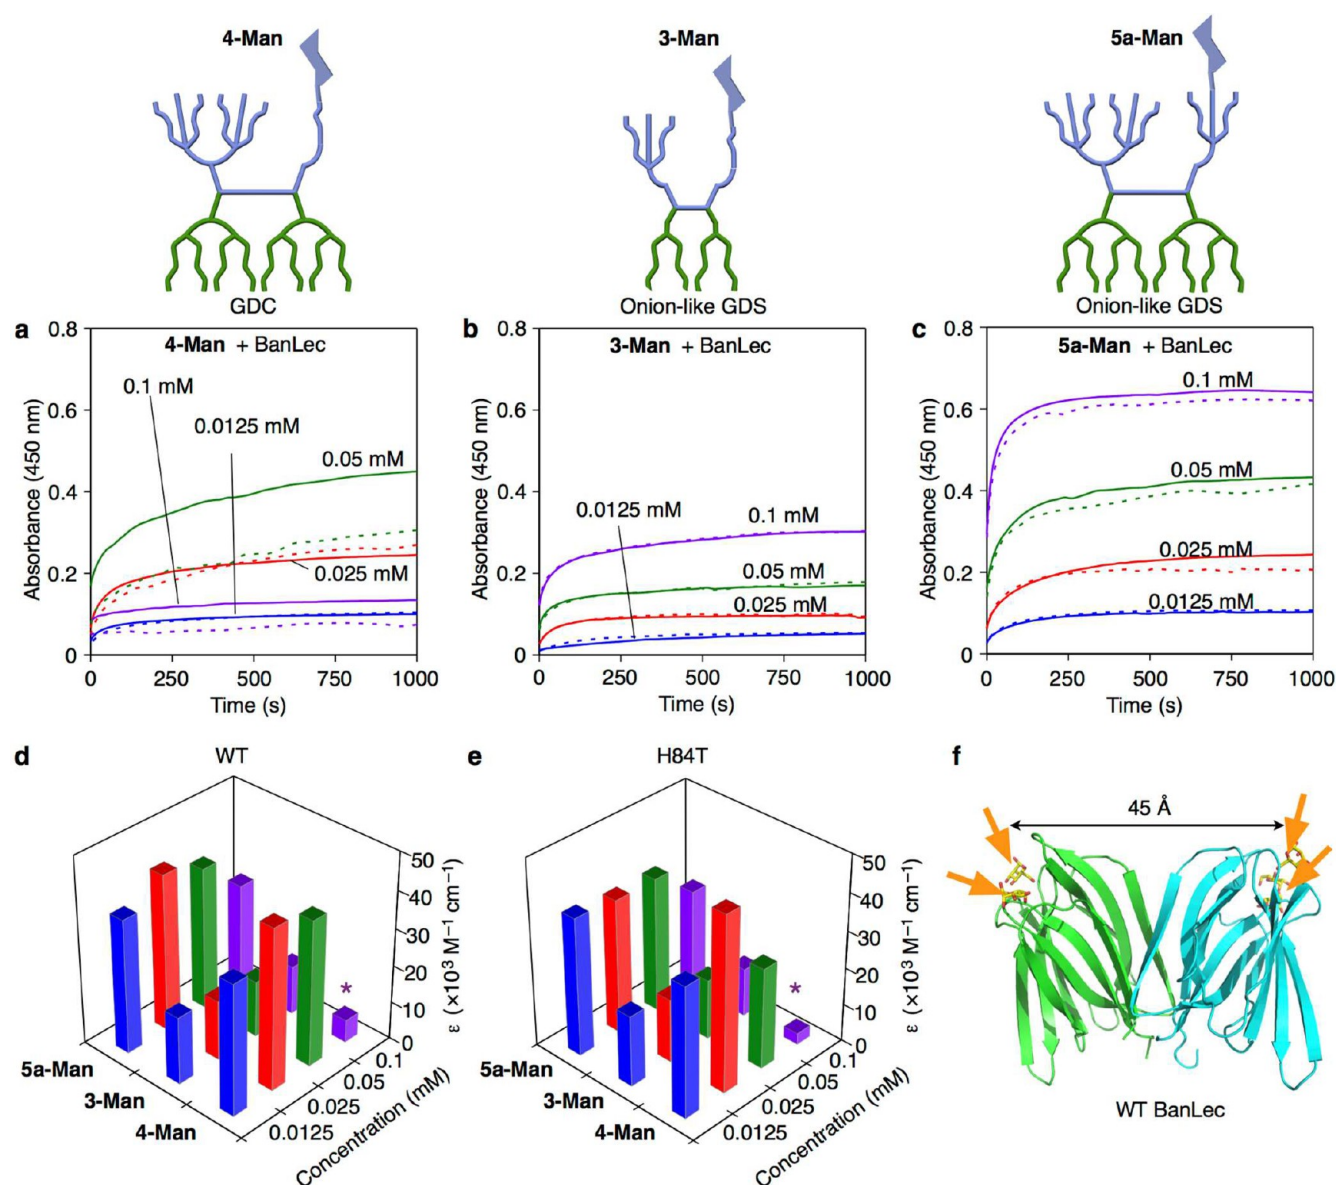 4-Man
3-Man
5a-Man
GDC
Onion-like GDS
Onion-like GDS
a
4-Man + BanLec
0.1 mM
0.0125 mM
0.05 mM
0.025 mM
Absorbance (450 nm)
0.8
0.6
0.4
0.2
0
0 250 500 750 1000
Time (s)
b
3-Man + BanLec
0.0125 mM
0.1 mM
0.05 mM
0.025 mM
Absorbance (450 nm)
0.8
0.6
0.4
0.2
0
0 250 500 750 1000
Time (s)
c
5a-Man + BanLec
0.1 mM
0.05 mM
0.025 mM
0.0125 mM
Absorbance (450 nm)
0.8
0.6
0.4
0.2
0
0 250 500 750 1000
Time (s)
d
WT
50
40
30
20
10
0
ε (×10³ M⁻¹ cm⁻¹)
*
5a-Man
3-Man
4-Man
0.1
0.05
0.025
0.0125
Concentration (mM)
e
H84T
50
40
30
20
10
0
ε (×10³ M⁻¹ cm⁻¹)
*
5a-Man
3-Man
4-Man
0.1
0.05
0.025
0.0125
Concentration (mM)
f
45 Å
WT BanLec